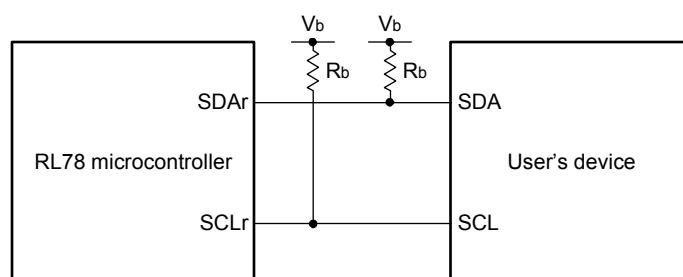 Vb Vb
Rb Rb
SDAr SDA
RL78 microcontroller User's device
SCLr SCL